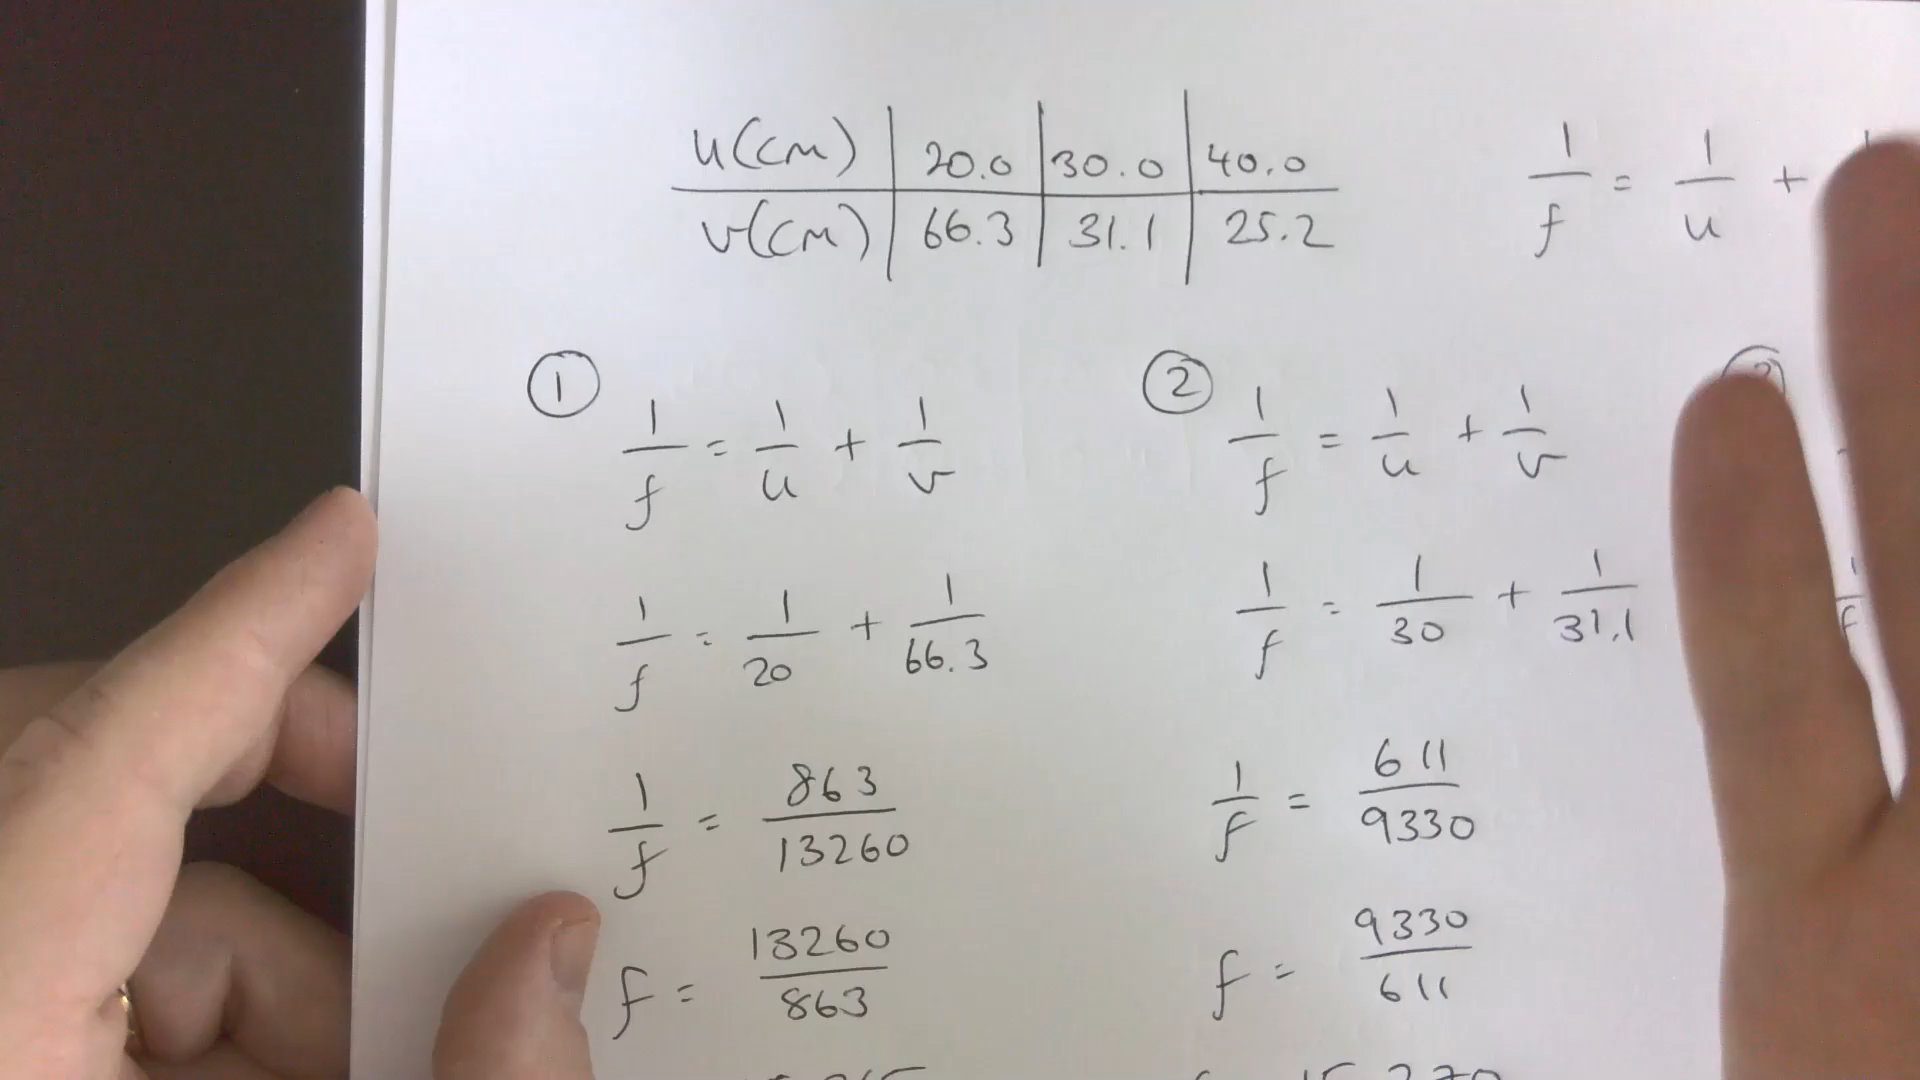 u(cm) | 20.0 | 30.0 | 40.0
v(cm) | 66.3 | 31.1 | 25.2
1/f = 1/u +
①
1/f = 1/u + 1/v
1/f = 1/20 + 1/66.3
1/f = 863/13260
f = 13260/863
②
1/f = 1/u + 1/v
1/f = 1/30 + 1/31.1
1/f = 611/9330
f = 9330/611